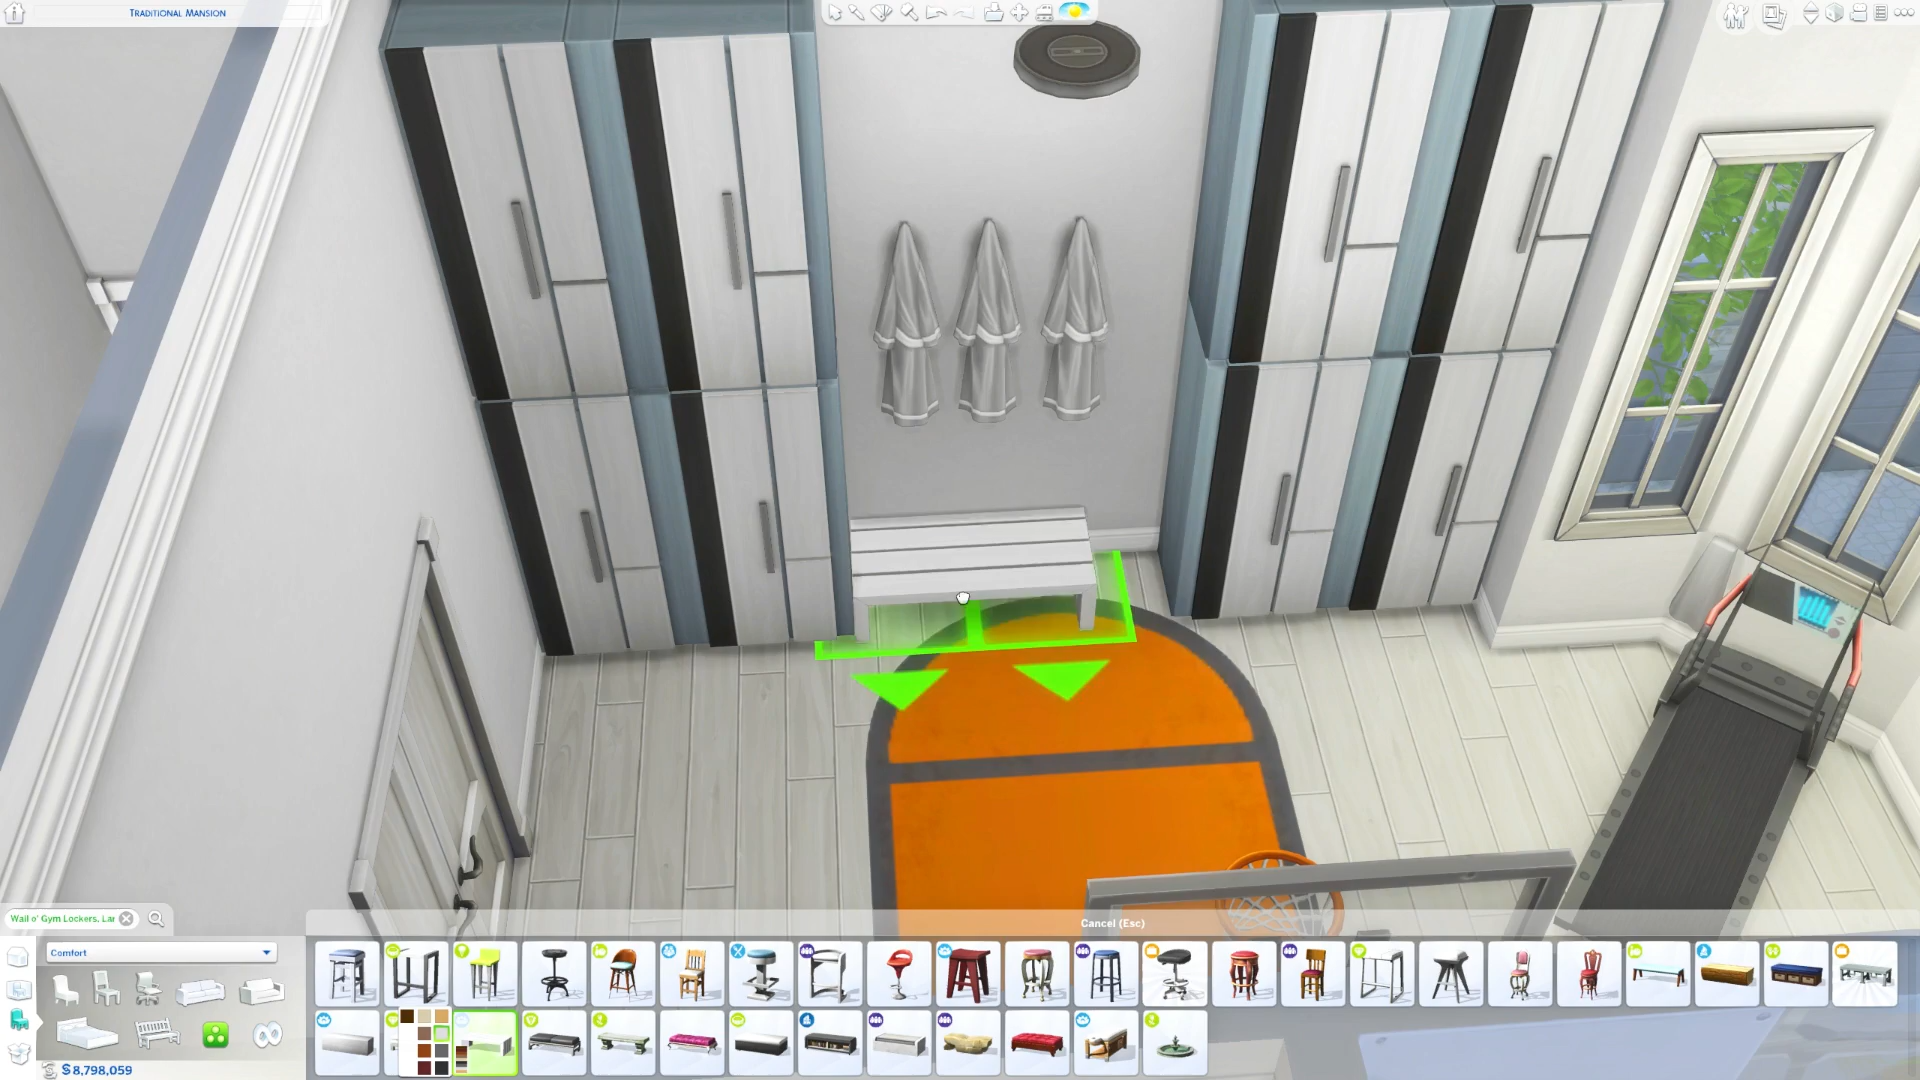 Traditional Mansion
Wall o' Gym Lockers, Lar
Cancel (Esc)
Comfort
§8,798,059